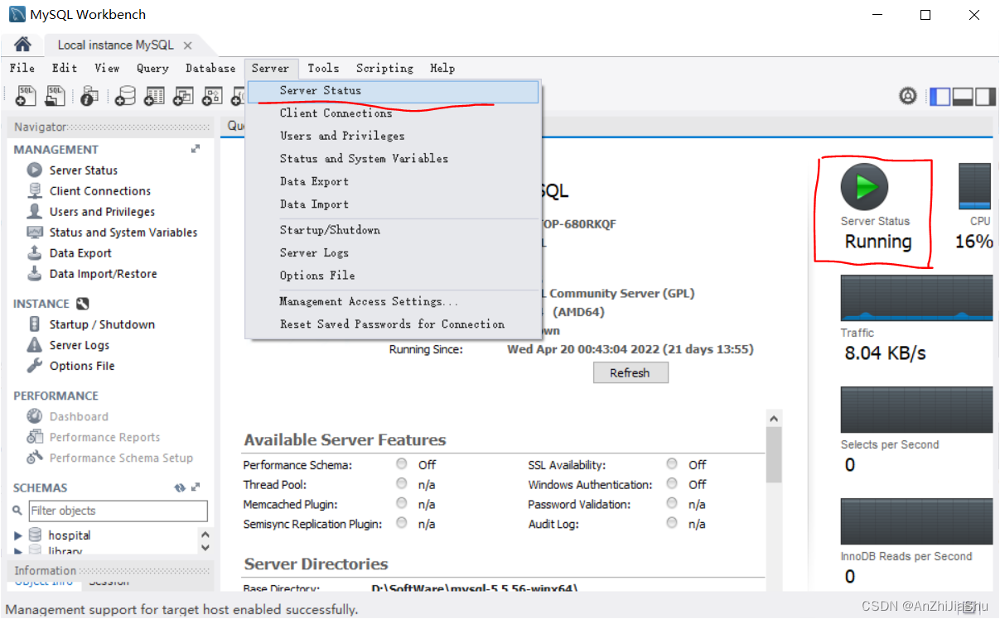 MySQL Workbench
Local instance MySQL
File Edit View Query Database Server Tools Scripting Help
Server Status
Client Connections
Users and Privileges
Status and System Variables
Data Export
Data Import
Startup/Shutdown
Server Logs
Options File
Management Access Settings...
Reset Saved Passwords for Connection
Navigator
MANAGEMENT
Server Status
Client Connections
Users and Privileges
Status and System Variables
Data Export
Data Import/Restore
INSTANCE
Startup / Shutdown
Server Logs
Options File
PERFORMANCE
Dashboard
Performance Reports
Performance Schema Setup
SCHEMAS
Filter objects
hospital
library
Information
Object Info Session
Qu
SQL
TOP-680RKQF
L Community Server (GPL)
(AMD64)
own
Running Since: Wed Apr 20 00:43:04 2022 (21 days 13:55)
Refresh
Available Server Features
Performance Schema: Off SSL Availability: Off
Thread Pool: n/a Windows Authentication: Off
Memcached Plugin: n/a Password Validation: n/a
Semisync Replication Plugin: n/a Audit Log: n/a
Server Directories
Base Directory: D:\SoftWare\mysql-5.5.56-winx64\
Server Status
Running
CPU
16%
Traffic
8.04 KB/s
Selects per Second
0
InnoDB Reads per Second
0
Management support for target host enabled successfully.
CSDN @AnZhiJiaShu